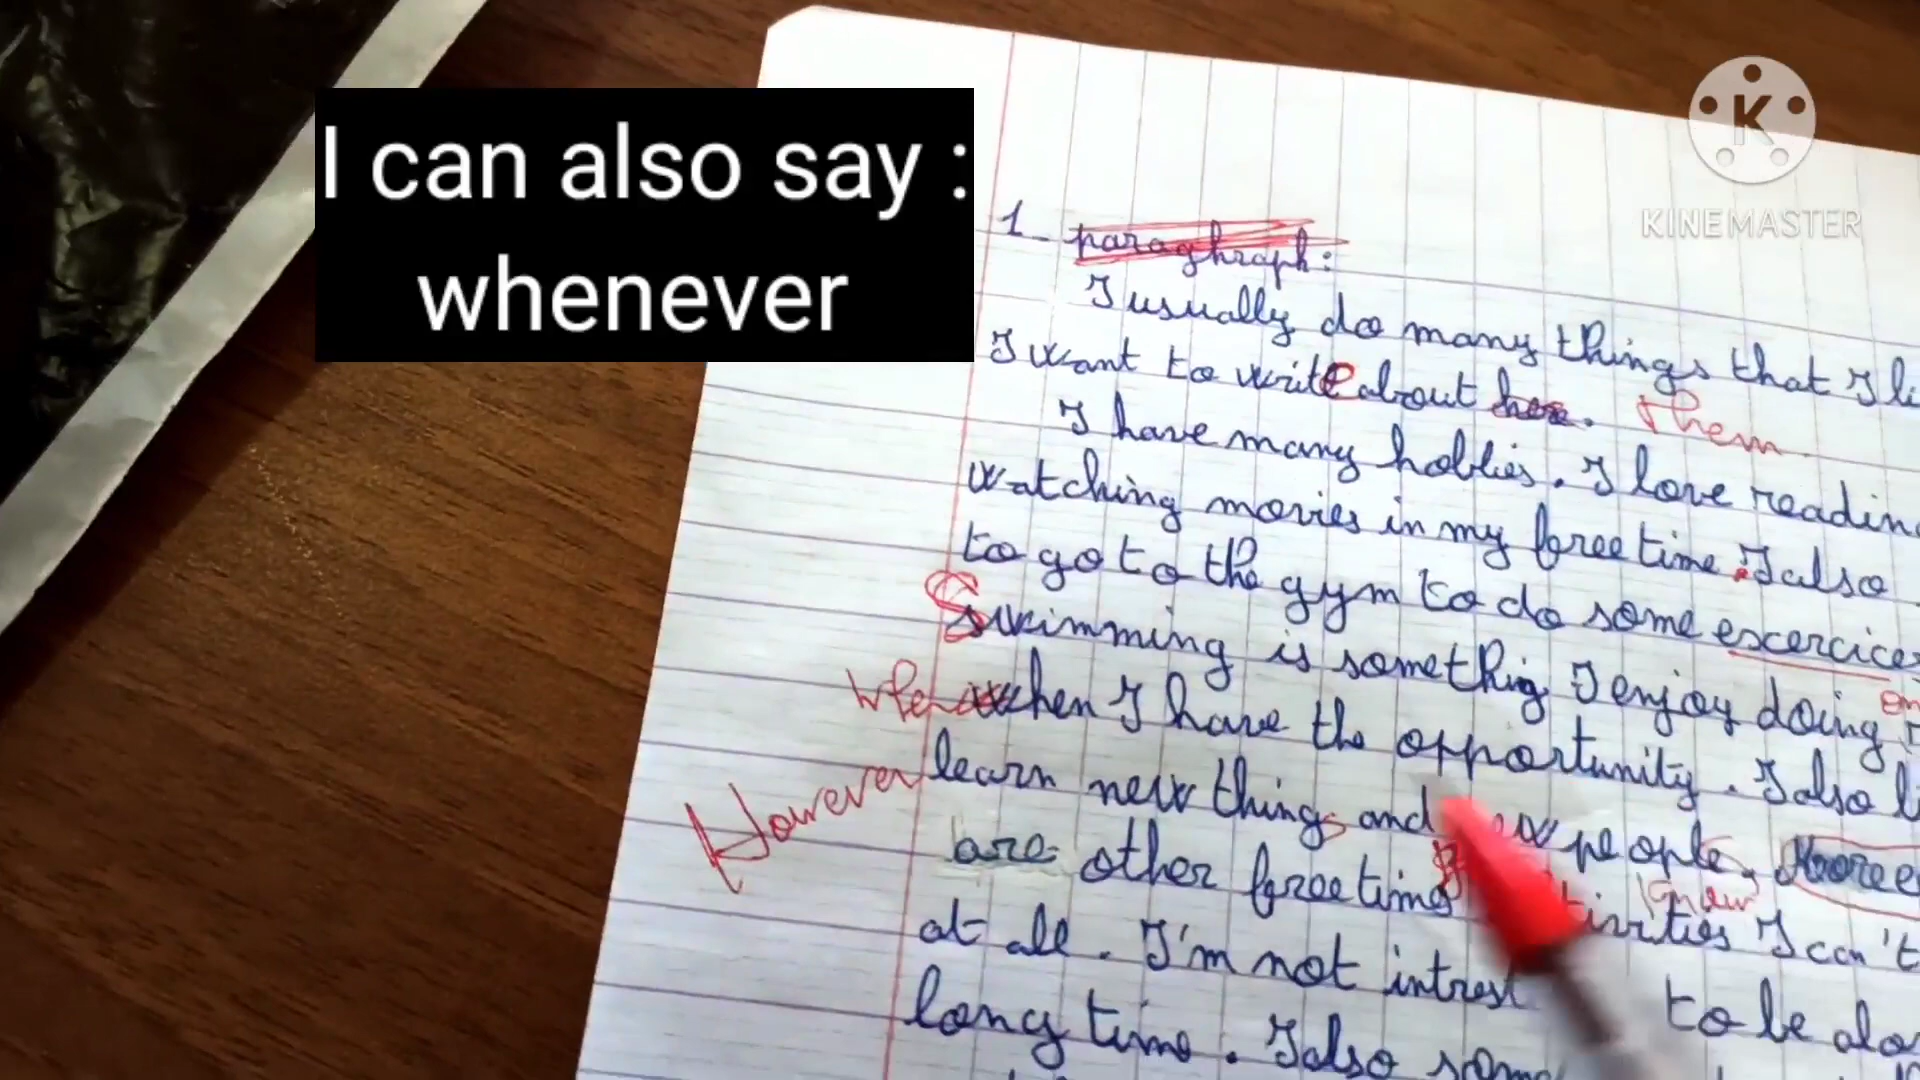 I can also say :
whenever
KINEMASTER
1_ paraghraph:
I usually do many things that I li
I want to write about Them
I have many hobbies. I love readin
watching movies in my free time. I also
to go to the gym to do some escercices
Swimming is something I enjoy doing
when when I have the opportunity. I also l
However learn new things and people,
are other free time I can't
at all. I'm not intrest to be alo
long time. I also som